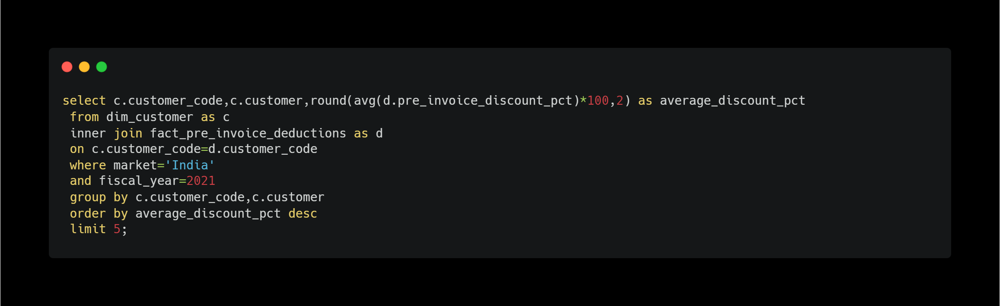 select c.customer_code,c.customer,round(avg(d.pre_invoice_discount_pct)*100,2) as average_discount_pct
from dim_customer as c
inner join fact_pre_invoice_deductions as d
on c.customer_code=d.customer_code
where market='India'
and fiscal_year=2021
group by c.customer_code,c.customer
order by average_discount_pct desc
limit 5;